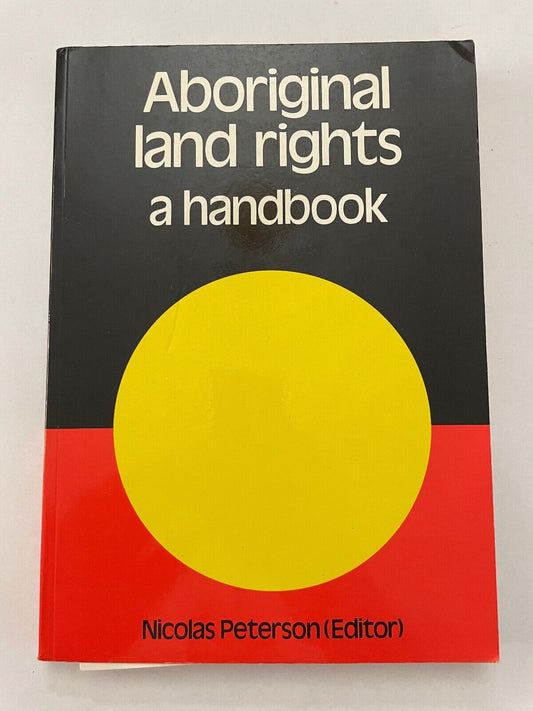 Aboriginal
land rights
a handbook
Nicolas Peterson (Editor)